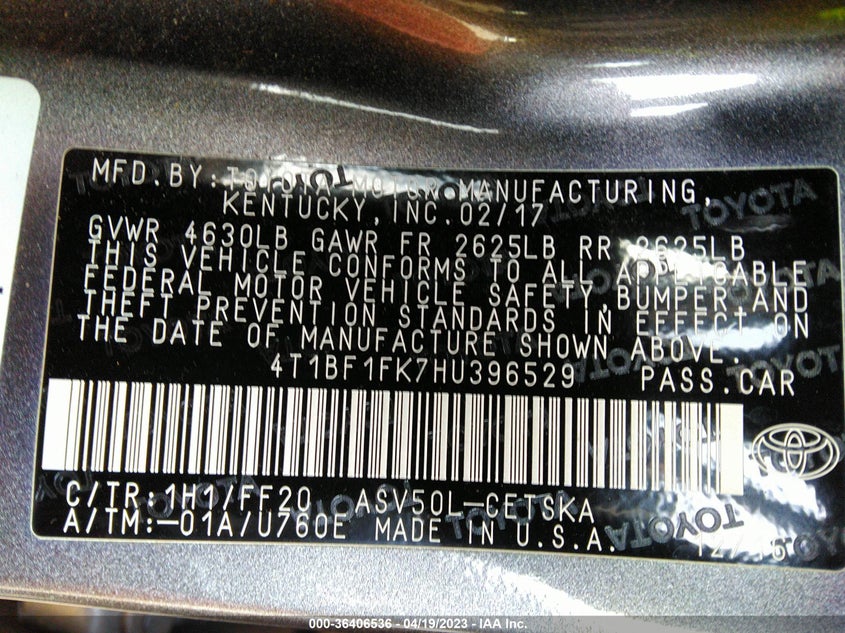 MFD.BY:TOYOTA MOTOR MANUFACTURING,
KENTUCKY,INC.02/17
GVWR 4630LB GAWR FR 2625LB RR 2625LB
THIS VEHICLE CONFORMS TO ALL APPLICABLE
FEDERAL MOTOR VEHICLE SAFETY,BUMPER,AND
THEFT PREVENTION STANDARDS IN EFFECT ON
THE DATE OF MANUFACTURE SHOWN ABOVE.
4T1BF1FK7HU396529 PASS.CAR
C/TR:1H1/FF20 ASV50L-CETSKA
A/TM:-01A/U760E MADE IN U.S.A.
TOYOTA
TOYOTA
TOYOTA
000-36406536 - 04/19/2023 - IAA Inc.